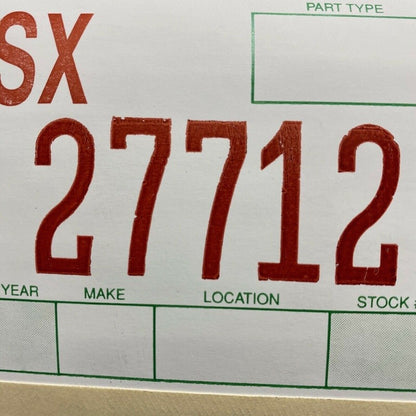 PART TYPE
SX
27712
YEAR MAKE LOCATION STOCK #